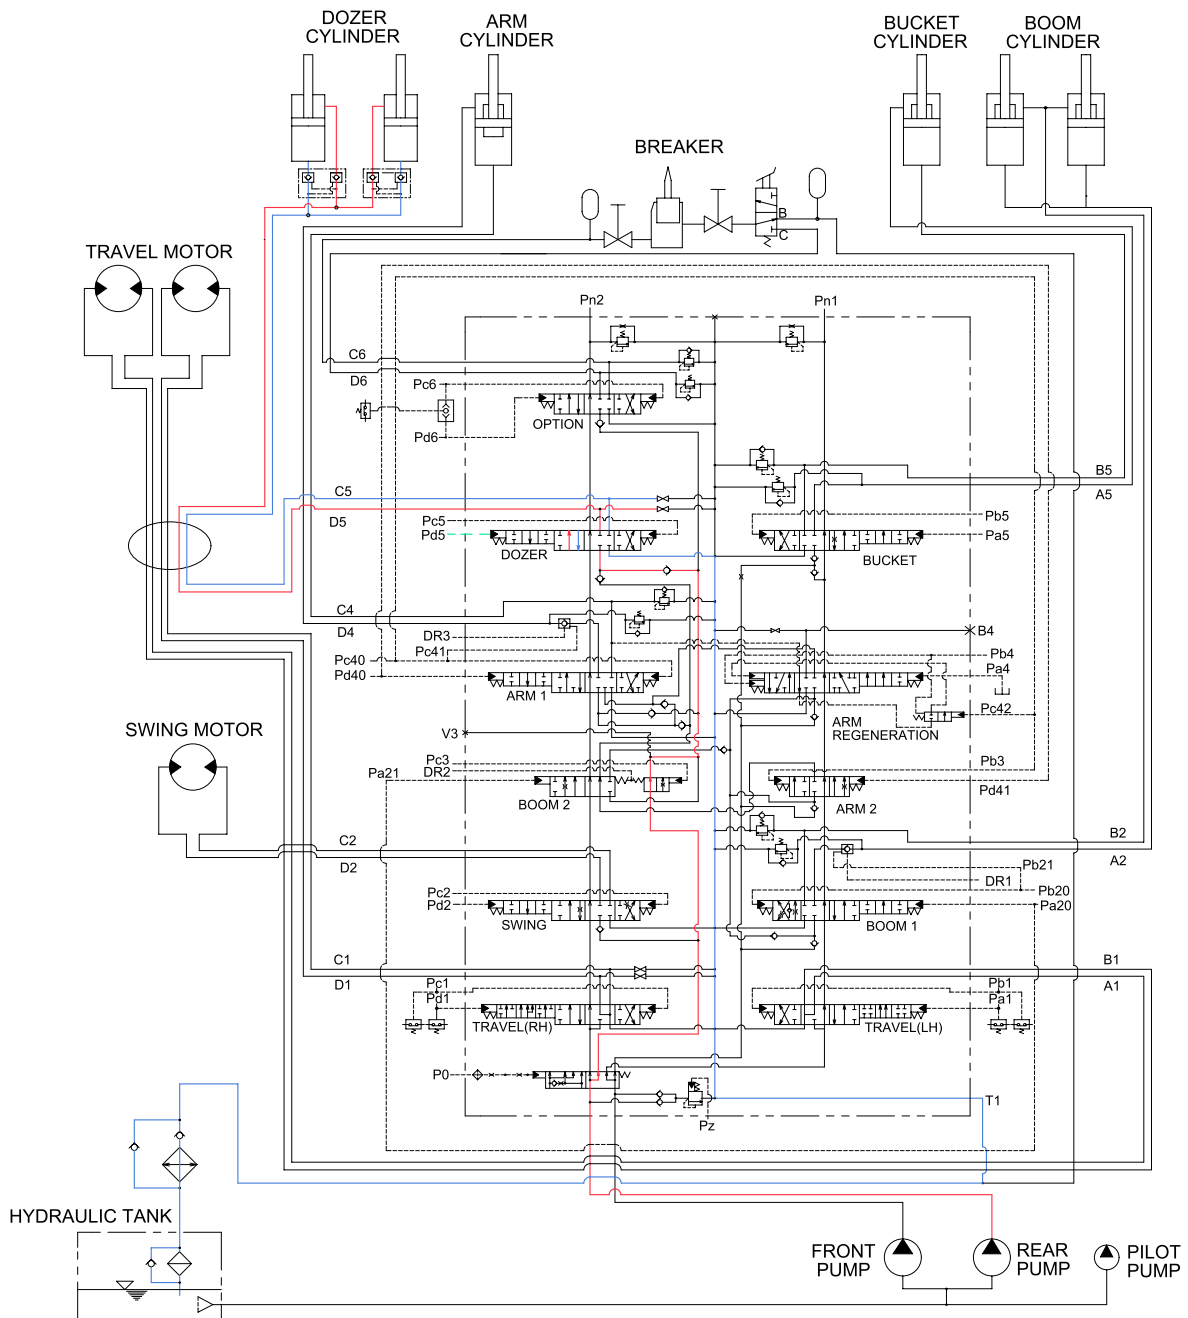 DOZER
CYLINDER
ARM
CYLINDER
BUCKET
CYLINDER
BOOM
CYLINDER
BREAKER
B
C
TRAVEL MOTOR
Pn2
Pn1
C6
D6
Pc6
Pd6
OPTION
C5
D5
Pc5
Pd5
DOZER
B5
A5
Pb5
Pa5
BUCKET
C4
D4
DR3
Pc41
Pc40
Pd40
ARM 1
B4
Pb4
Pa4
Pc42
ARM
REGENERATION
SWING MOTOR
V3
Pc3
DR2
Pa21
BOOM 2
Pb3
Pd41
ARM 2
C2
D2
B2
A2
Pb21
DR1
Pc2
Pd2
SWING
Pb20
Pa20
BOOM 1
C1
D1
B1
A1
Pc1
Pd1
TRAVEL(RH)
Pb1
Pa1
TRAVEL(LH)
P0
T1
Pz
HYDRAULIC TANK
FRONT
PUMP
REAR
PUMP
PILOT
PUMP